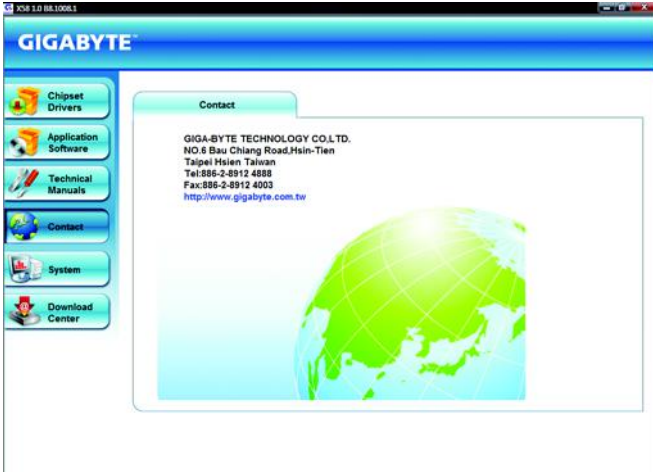 X58 1.0 B8.1008.1
GIGABYTE™
Chipset
Drivers
Application
Software
Technical
Manuals
Contact
System
Download
Center
Contact
GIGA-BYTE TECHNOLOGY CO,LTD.
NO.6 Bau Chiang Road,Hsin-Tien
Taipei Hsien Taiwan
Tel:886-2-8912 4888
Fax:886-2-8912 4003
http://www.gigabyte.com.tw